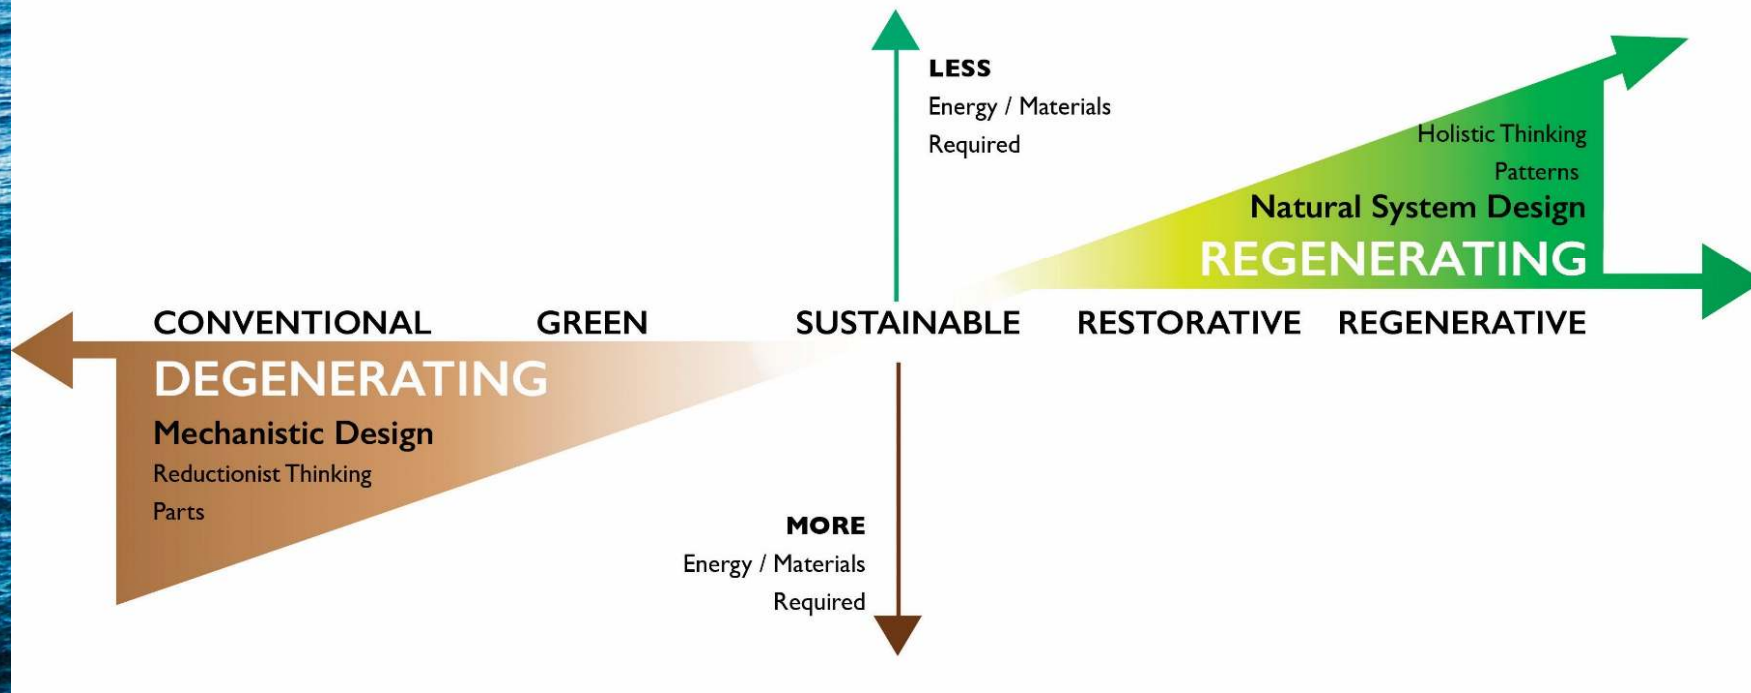 LESS
Energy / Materials
Required
Holistic Thinking
Patterns
Natural System Design
REGENERATING
CONVENTIONAL GREEN SUSTAINABLE RESTORATIVE REGENERATIVE
DEGENERATING
Mechanistic Design
Reductionist Thinking
Parts
MORE
Energy / Materials
Required